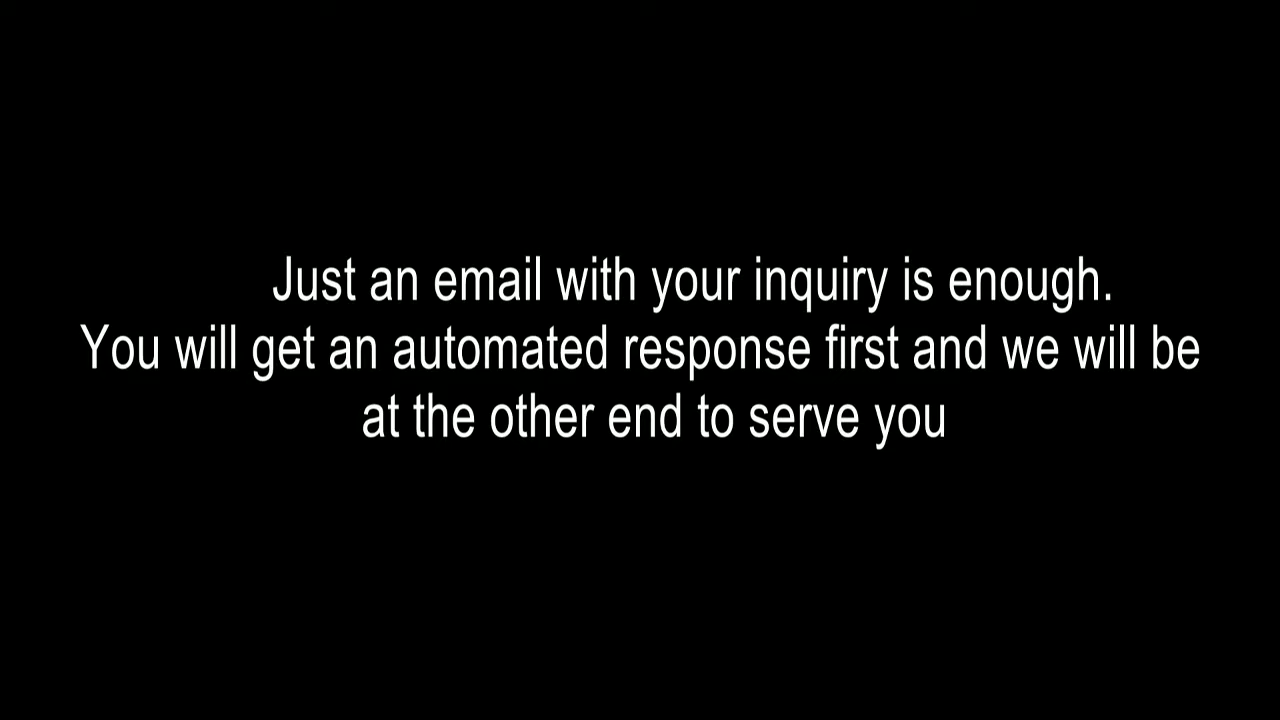 Just an email with your inquiry is enough.
You will get an automated response first and we will be
at the other end to serve you